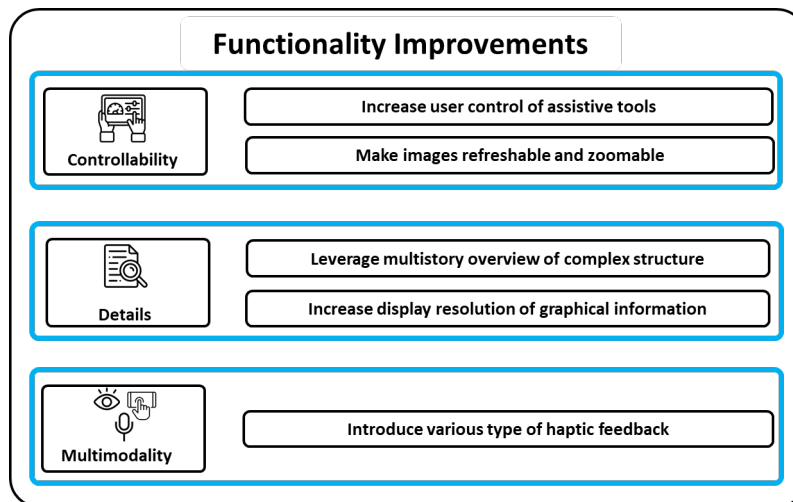 Functionality Improvements
Controllability
Increase user control of assistive tools
Make images refreshable and zoomable
Details
Leverage multistory overview of complex structure
Increase display resolution of graphical information
Multimodality
Introduce various type of haptic feedback